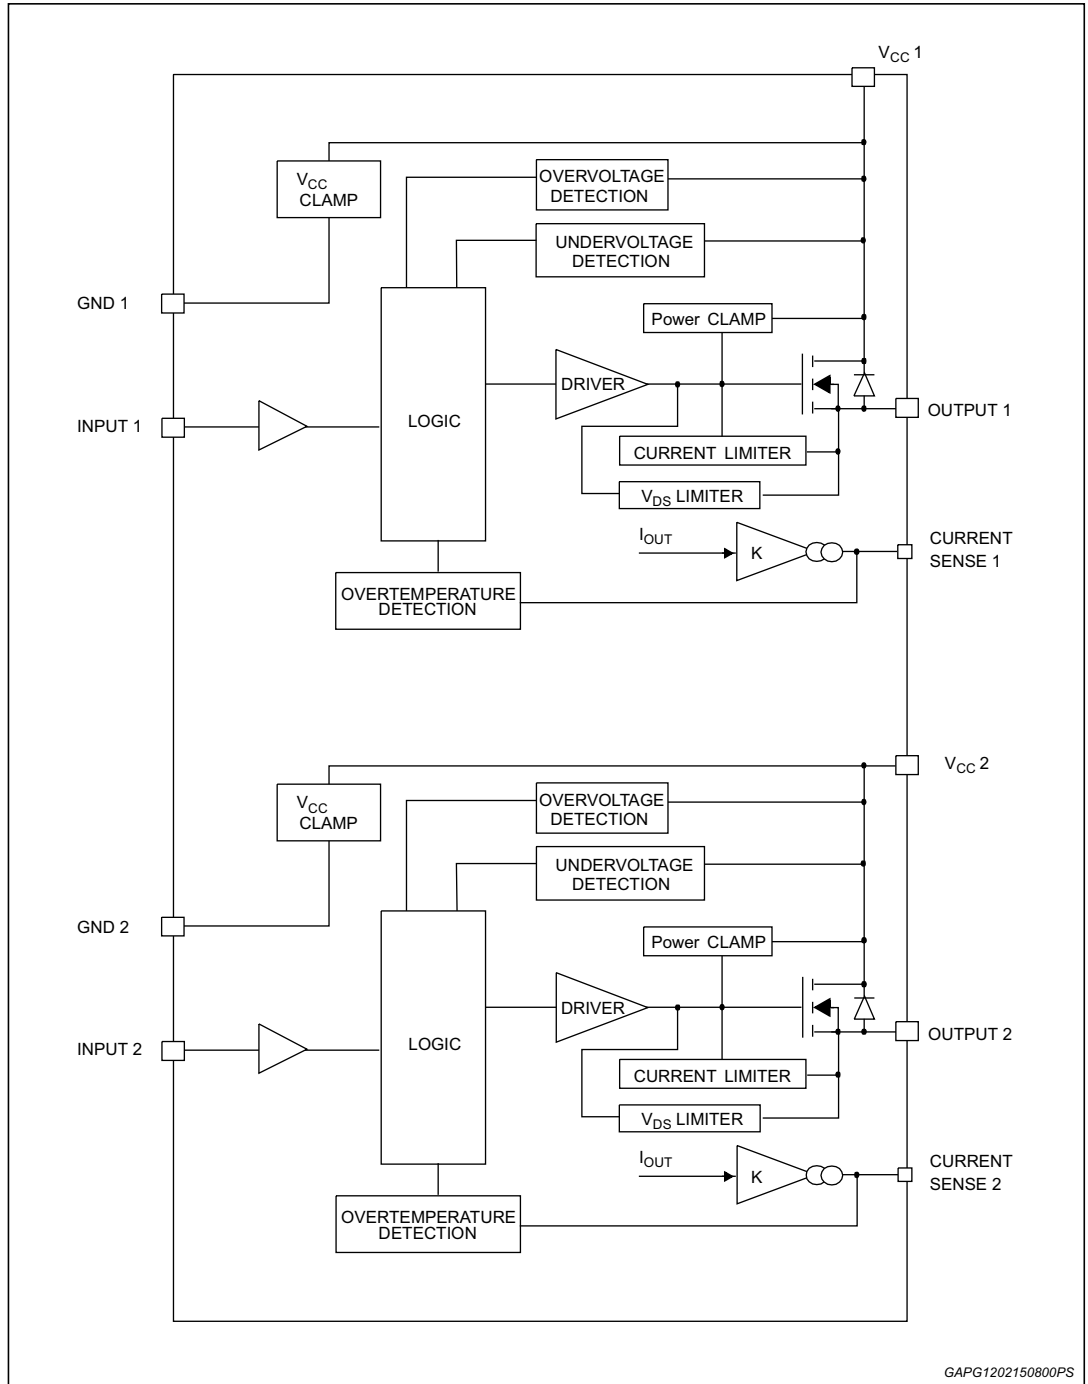 VCC 1
VCC
CLAMP
OVERVOLTAGE
DETECTION
UNDERVOLTAGE
DETECTION
GND 1
Power CLAMP
DRIVER
OUTPUT 1
INPUT 1
LOGIC
CURRENT LIMITER
VDS LIMITER
IOUT
K
CURRENT
SENSE 1
OVERTEMPERATURE
DETECTION
VCC 2
VCC
CLAMP
OVERVOLTAGE
DETECTION
UNDERVOLTAGE
DETECTION
GND 2
Power CLAMP
DRIVER
OUTPUT 2
INPUT 2
LOGIC
CURRENT LIMITER
VDS LIMITER
IOUT
K
CURRENT
SENSE 2
OVERTEMPERATURE
DETECTION
GAPG1202150800PS